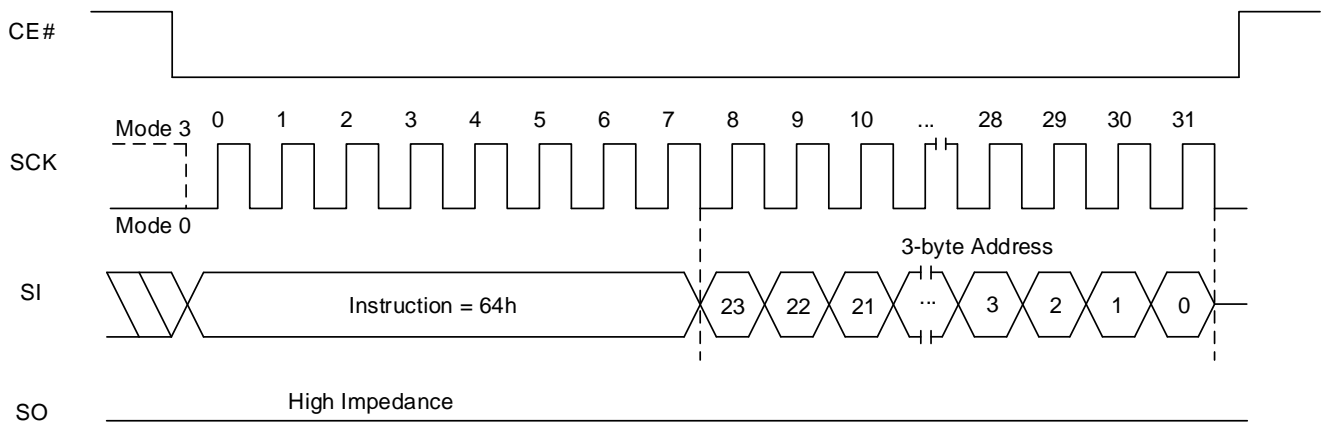 CE#
Mode 3 0 1 2 3 4 5 6 7 8 9 10 ... 28 29 30 31
SCK
Mode 0
3-byte Address
SI Instruction = 64h 23 22 21 ... 3 2 1 0
High Impedance
SO